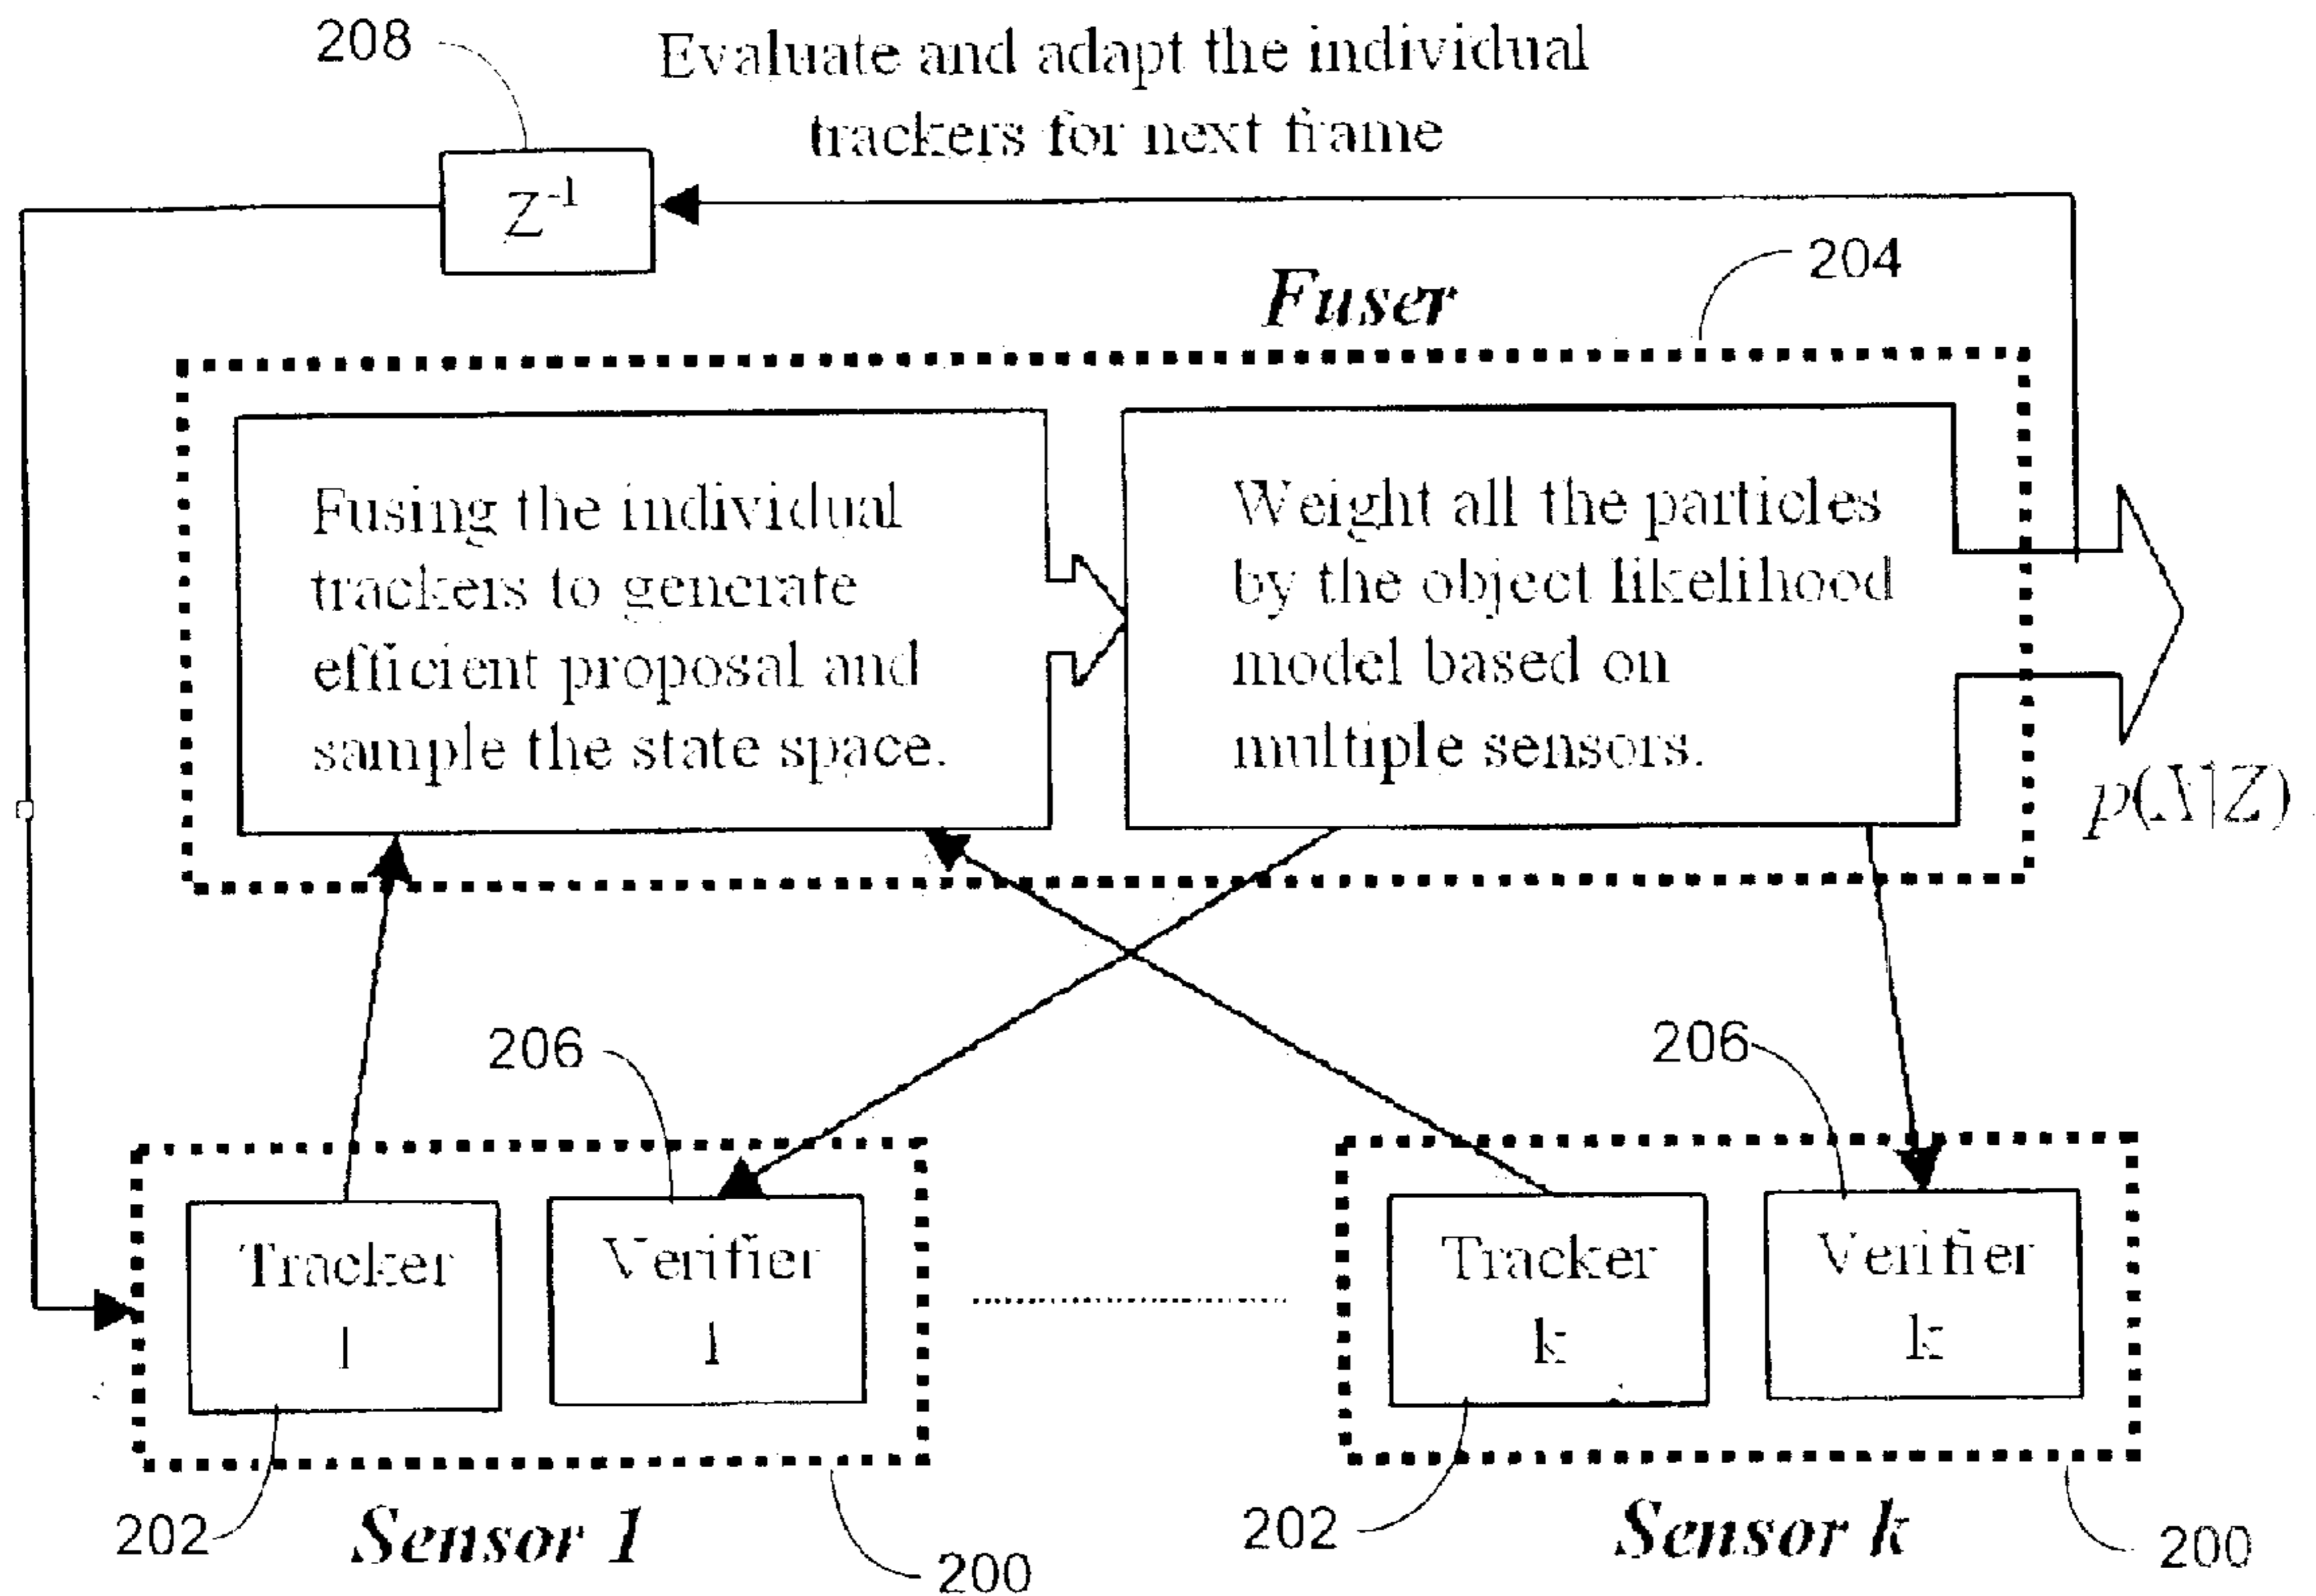 208
Evaluate and adapt the individual
trackers for next frame
Z-1
204
Fuser
Fusing the individual
trackers to generate
efficient proposal and
sample the state space.
Weight all the particles
by the object likelihood
model based on
multiple sensors.
p(X|Z)
206
206
Tracker
1
Verifier
1
Tracker
k
Verifier
k
202
Sensor 1
200
202
Sensor k
200